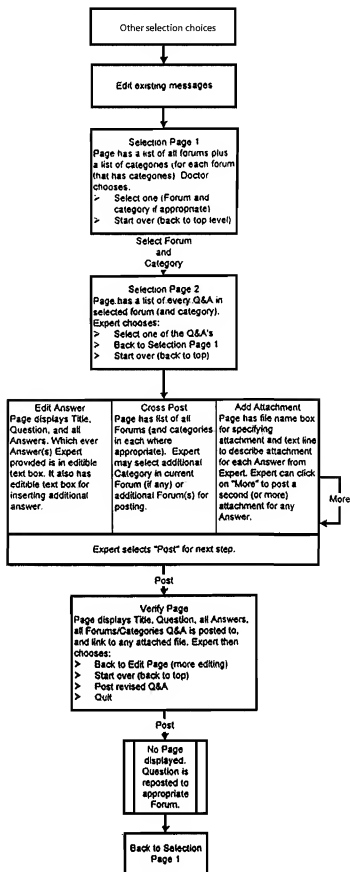 Other selection choices
Edit existing messages
Selection Page 1
Page has a list of all forums plus
a list of categories (for each forum
that has categories) Doctor
chooses.
> Select one (Forum and
category if appropriate)
> Start over (back to top level)
Select Forum
and
Category
Selection Page 2
Page has a list of every Q&A in
selected forum (and category).
Expert chooses:
> Select one of the Q&A's
> Back to Selection Page 1
> Start over (back to top)
Edit Answer
Page displays Title,
Question, and all
Answers. Which ever
Answer(s) Expert
provided is in editible
text box. It also has
editible text box for
inserting additional
answer.
Cross Post
Page has list of all
Forums (and categories
in each where
appropriate). Expert
may select additional
Category in current
Forum (if any) or
additional Forum(s) for
posting.
Add Attachment
Page has file name box
for specifying
attachment and text line
to describe attachment
for each Answer from
Expert. Expert can click
on "More" to post a
second (or more)
attachment for any
Answer.
More
Expert selects "Post" for next step.
Post
Verify Page
Page displays Title, Question, all Answers,
all Forums/Categories Q&A is posted to,
and link to any attached file. Expert then
chooses:
> Back to Edit Page (more editing)
> Start over (back to top)
> Post revised Q&A
> Quit
Post
No Page
displayed.
Question is
reposted to
appropriate
Forum.
Back to Selection
Page 1